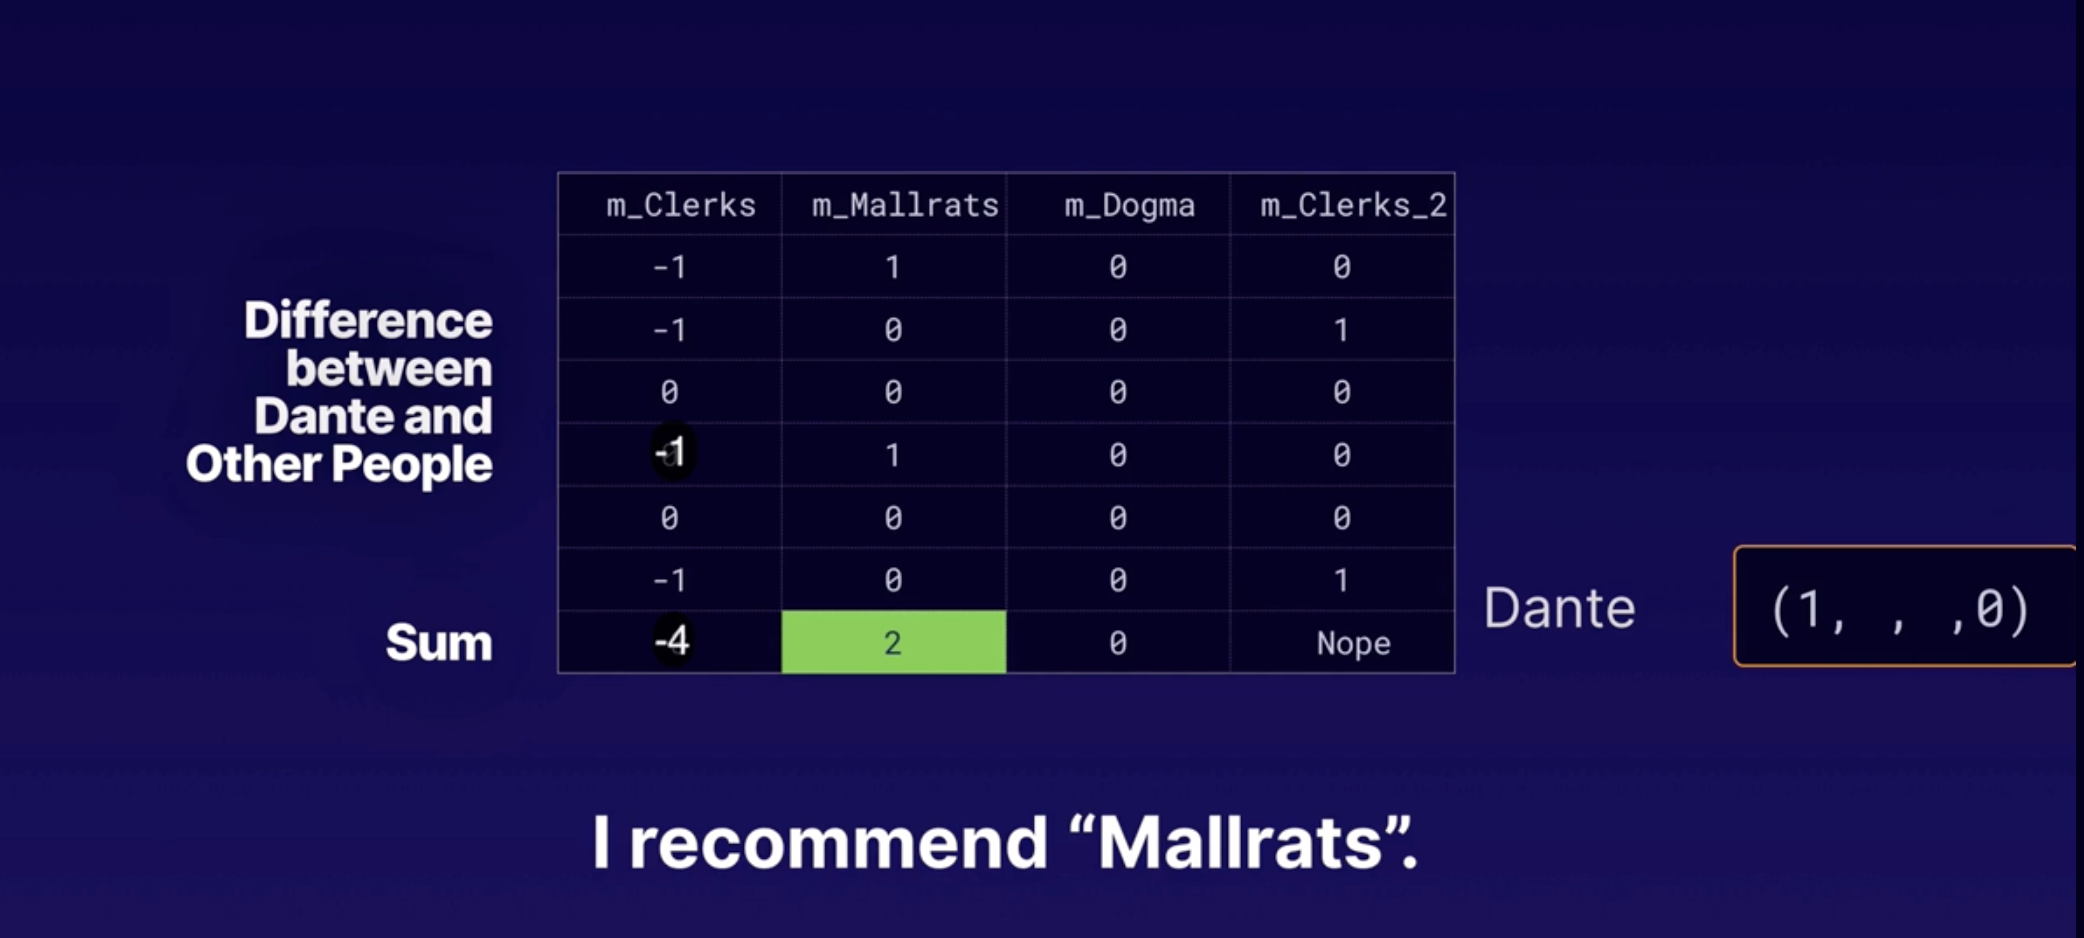 m_Clerks m_Mallrats m_Dogma m_Clerks_2
-1 1 0 0
-1 0 0 1
0 0 0 0
-1 1 0 0
0 0 0 0
-1 0 0 1
Difference
between
Dante and
Other People
Sum -4 2 0 Nope
Dante (1, , ,0)
I recommend “Mallrats”.